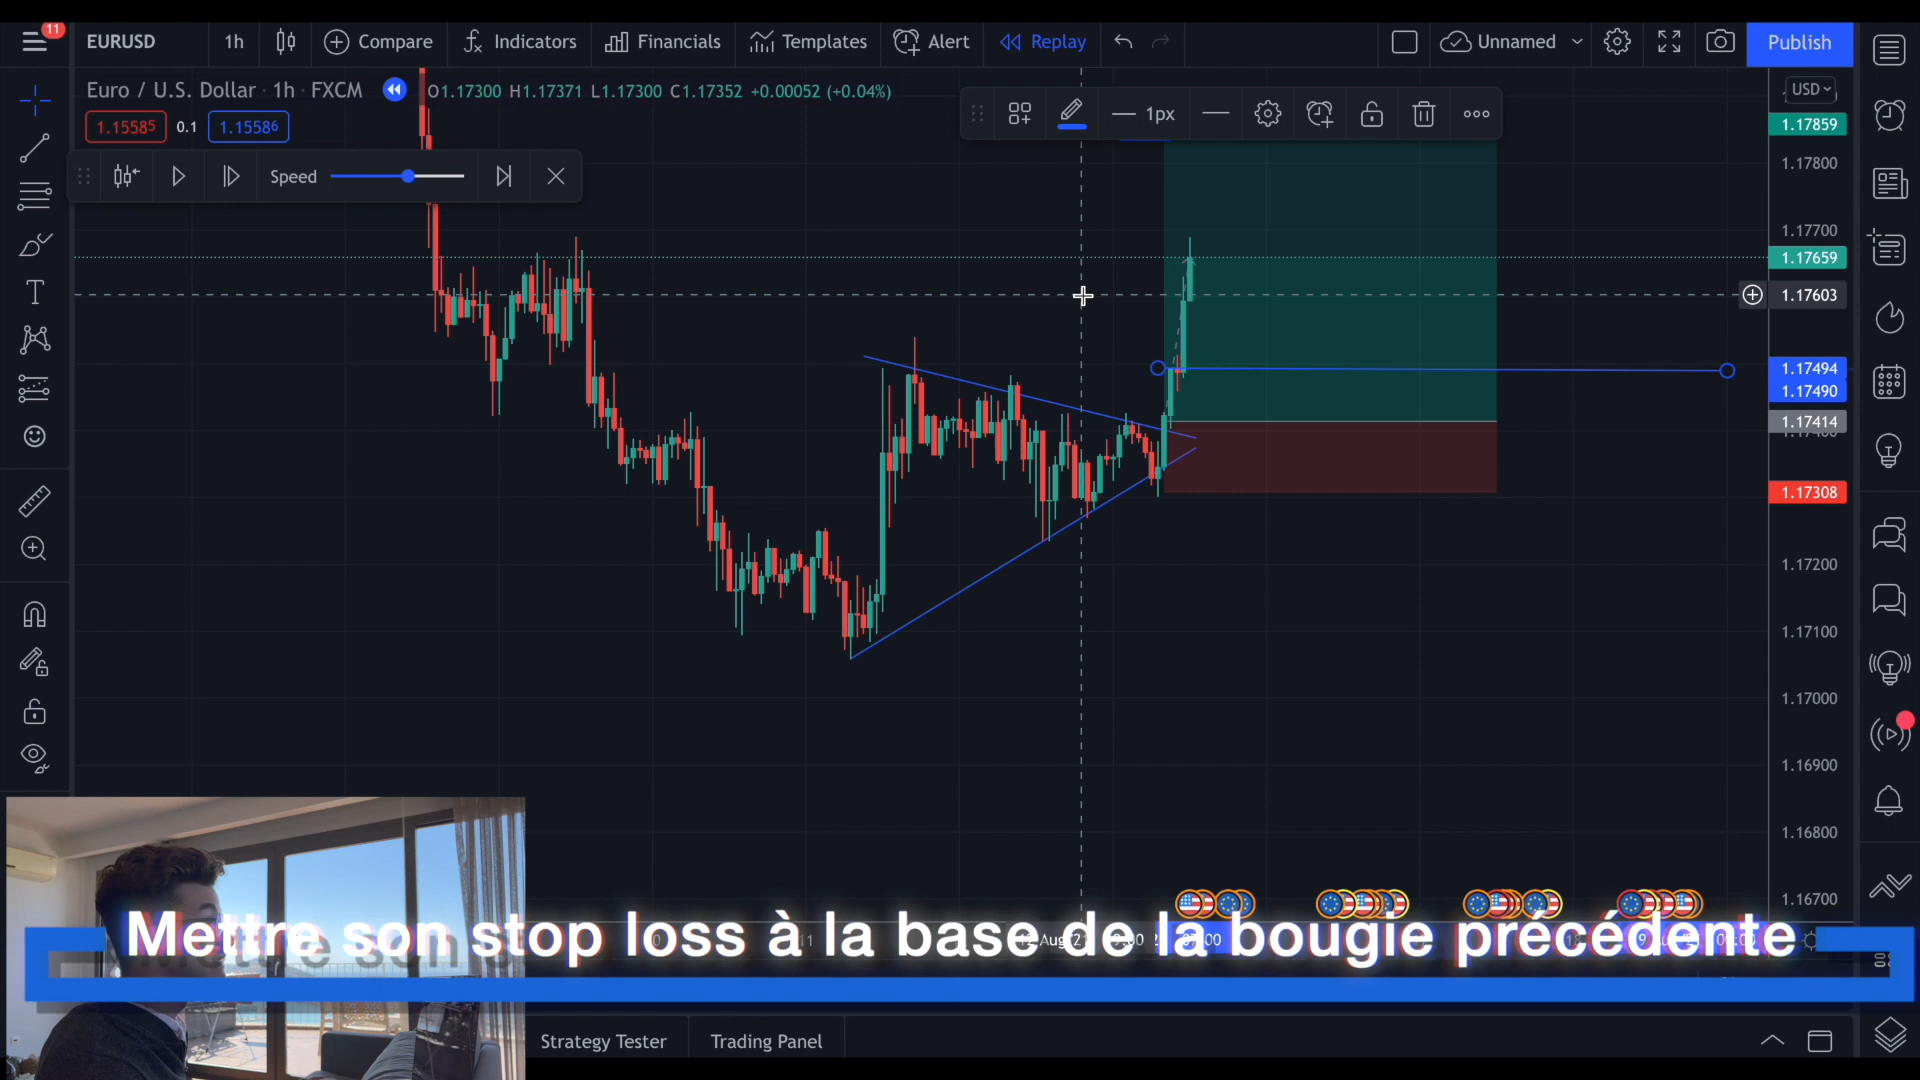 11
EURUSD
1h
Compare
Indicators
Financials
Templates
Alert
Replay
Unnamed
Publish
Euro / U.S. Dollar · 1h · FXCM
O1.17300 H1.17371 L1.17300 C1.17352 +0.00052 (+0.04%)
1.15585
0.1
1.15586
1px
Speed
USD
1.17859
1.17800
1.17700
1.17659
1.17603
1.17494
1.17490
1.17414
1.17308
1.17200
1.17100
1.17000
1.16900
1.16800
1.16700
Mettre son stop loss à la base de la bougie précédente
Strategy Tester
Trading Panel